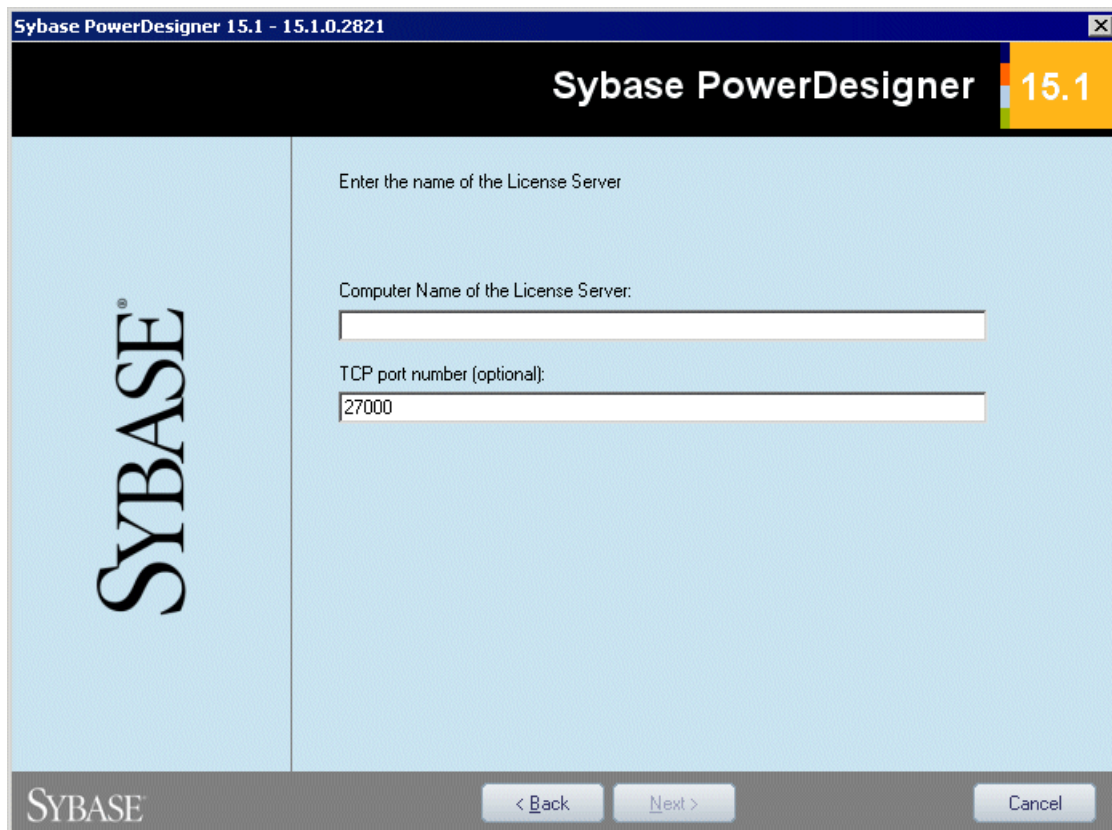 Sybase PowerDesigner 15.1 - 15.1.0.2821
Sybase PowerDesigner 15.1
Enter the name of the License Server
Computer Name of the License Server:
TCP port number (optional):
27000
SYBASE®
SYBASE
< Back
Next >
Cancel